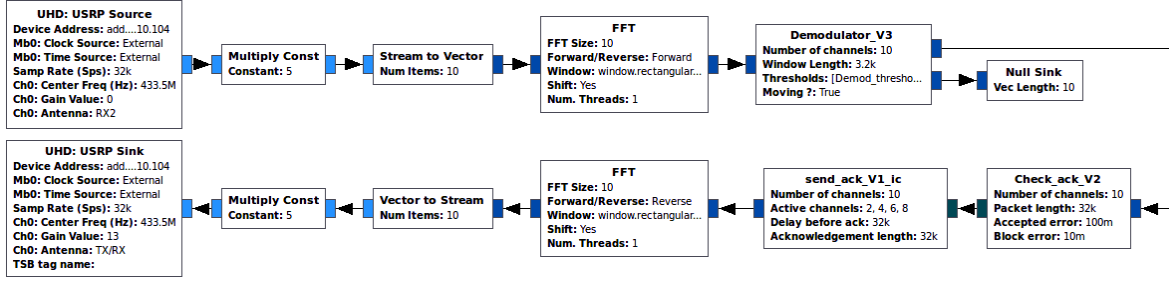 UHD: USRP Source
Device Address: add....10.104
Mb0: Clock Source: External
Mb0: Time Source: External
Samp Rate (Sps): 32k
Ch0: Center Freq (Hz): 433.5M
Ch0: Gain Value: 0
Ch0: Antenna: RX2
Multiply Const
Constant: 5
Stream to Vector
Num Items: 10
FFT
FFT Size: 10
Forward/Reverse: Forward
Window: window.rectangular...
Shift: Yes
Num. Threads: 1
Demodulator_V3
Number of channels: 10
Window Length: 3.2k
Thresholds: [Demod_thresho...
Moving ?: True
Null Sink
Vec Length: 10
UHD: USRP Sink
Device Address: add....10.104
Mb0: Clock Source: External
Mb0: Time Source: External
Samp Rate (Sps): 32k
Ch0: Center Freq (Hz): 433.5M
Ch0: Gain Value: 13
Ch0: Antenna: TX/RX
TSB tag name:
Multiply Const
Constant: 5
Vector to Stream
Num Items: 10
FFT
FFT Size: 10
Forward/Reverse: Reverse
Window: window.rectangular...
Shift: Yes
Num. Threads: 1
send_ack_V1_ic
Number of channels: 10
Active channels: 2, 4, 6, 8
Delay before ack: 32k
Acknowledgement length: 32k
Check_ack_V2
Number of channels: 10
Packet length: 32k
Accepted error: 100m
Block error: 10m